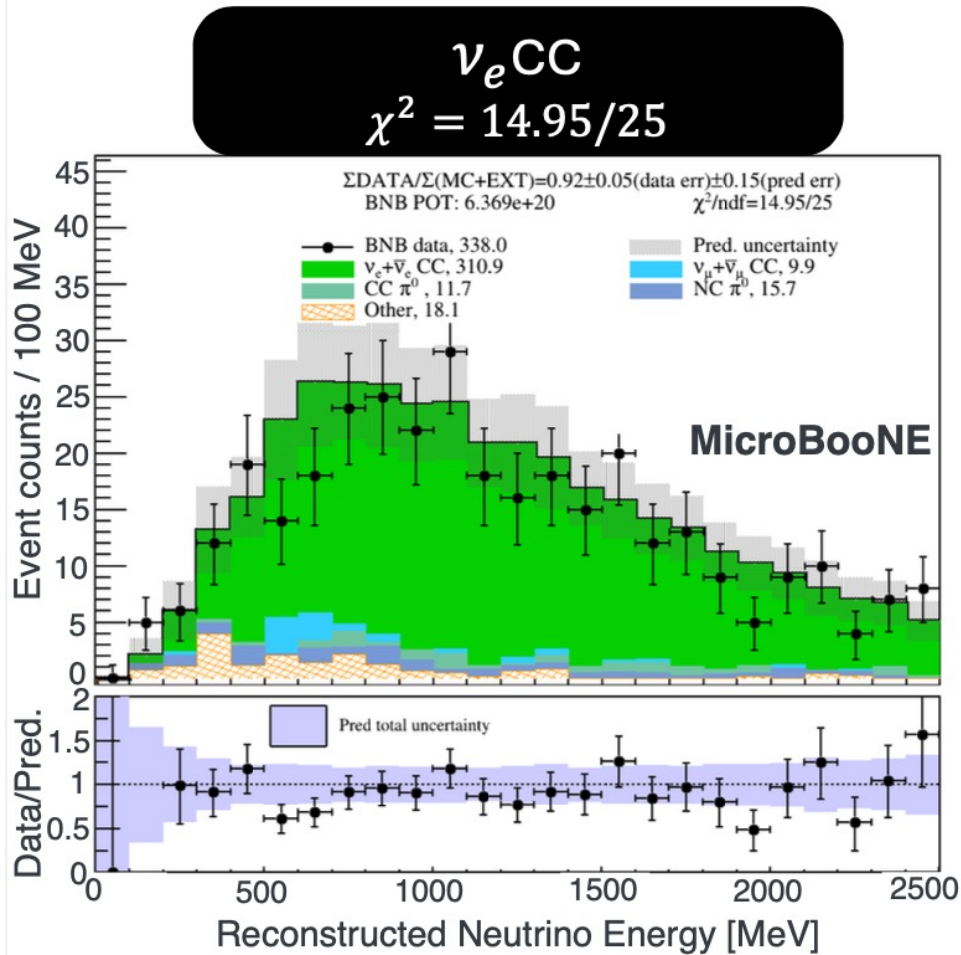 νₑCC
χ² = 14.95/25
ΣDATA/Σ(MC+EXT)=0.92±0.05(data err)±0.15(pred err)
BNB POT: 6.369e+20 χ²/ndf=14.95/25
BNB data, 338.0 Pred. uncertainty
νₑ+ν̅ₑ CC, 310.9 νμ+ν̅μ CC, 9.9
CC π⁰ , 11.7 NC π⁰, 15.7
Other, 18.1
MicroBooNE
Event counts / 100 MeV
45
40
35
30
25
20
15
10
5
0
Pred total uncertainty
Data/Pred.
2
1.5
1
0.5
0
0 500 1000 1500 2000 2500
Reconstructed Neutrino Energy [MeV]